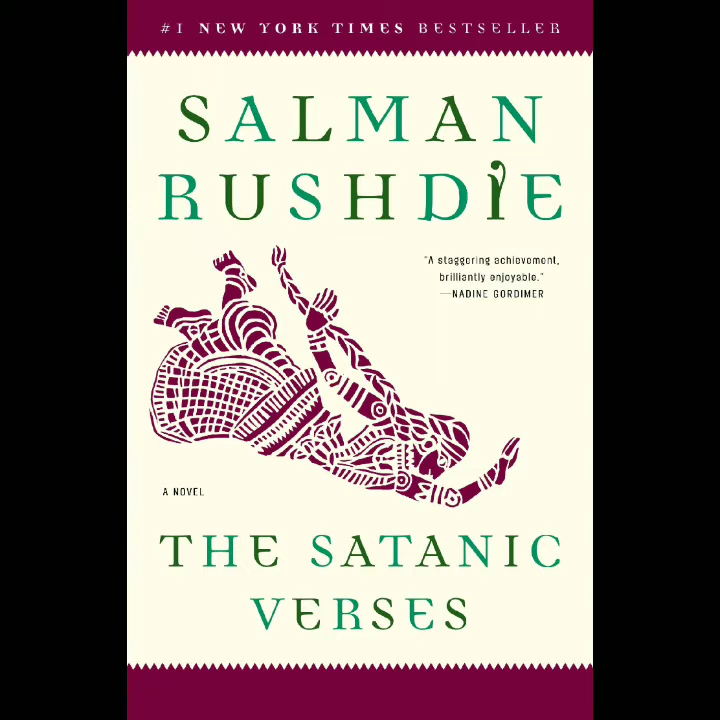 #1 NEW YORK TIMES BESTSELLER
SALMAN
RUSHDIE
"A staggering achievement,
brilliantly enjoyable."
—NADINE GORDIMER
A NOVEL
THE SATANIC
VERSES